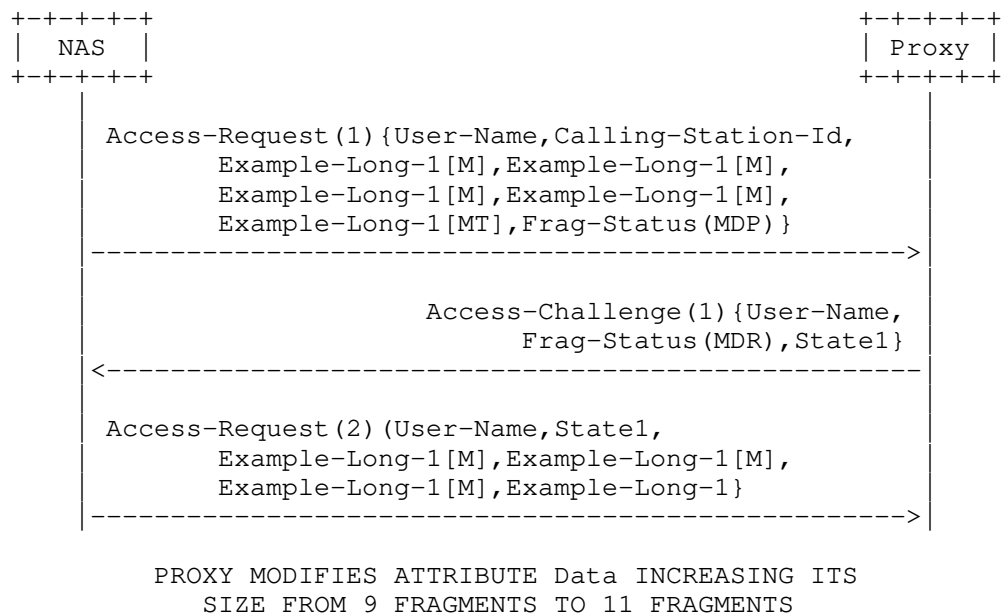 +-+-+-+-+ +-+-+-+-+
| NAS | | Proxy |
+-+-+-+-+ +-+-+-+-+
Access-Request(1){User-Name,Calling-Station-Id,
Example-Long-1[M],Example-Long-1[M],
Example-Long-1[M],Example-Long-1[M],
Example-Long-1[MT],Frag-Status(MDP)}
Access-Challenge(1){User-Name,
Frag-Status(MDR),State1}
Access-Request(2)(User-Name,State1,
Example-Long-1[M],Example-Long-1[M],
Example-Long-1[M],Example-Long-1}
PROXY MODIFIES ATTRIBUTE Data INCREASING ITS
SIZE FROM 9 FRAGMENTS TO 11 FRAGMENTS